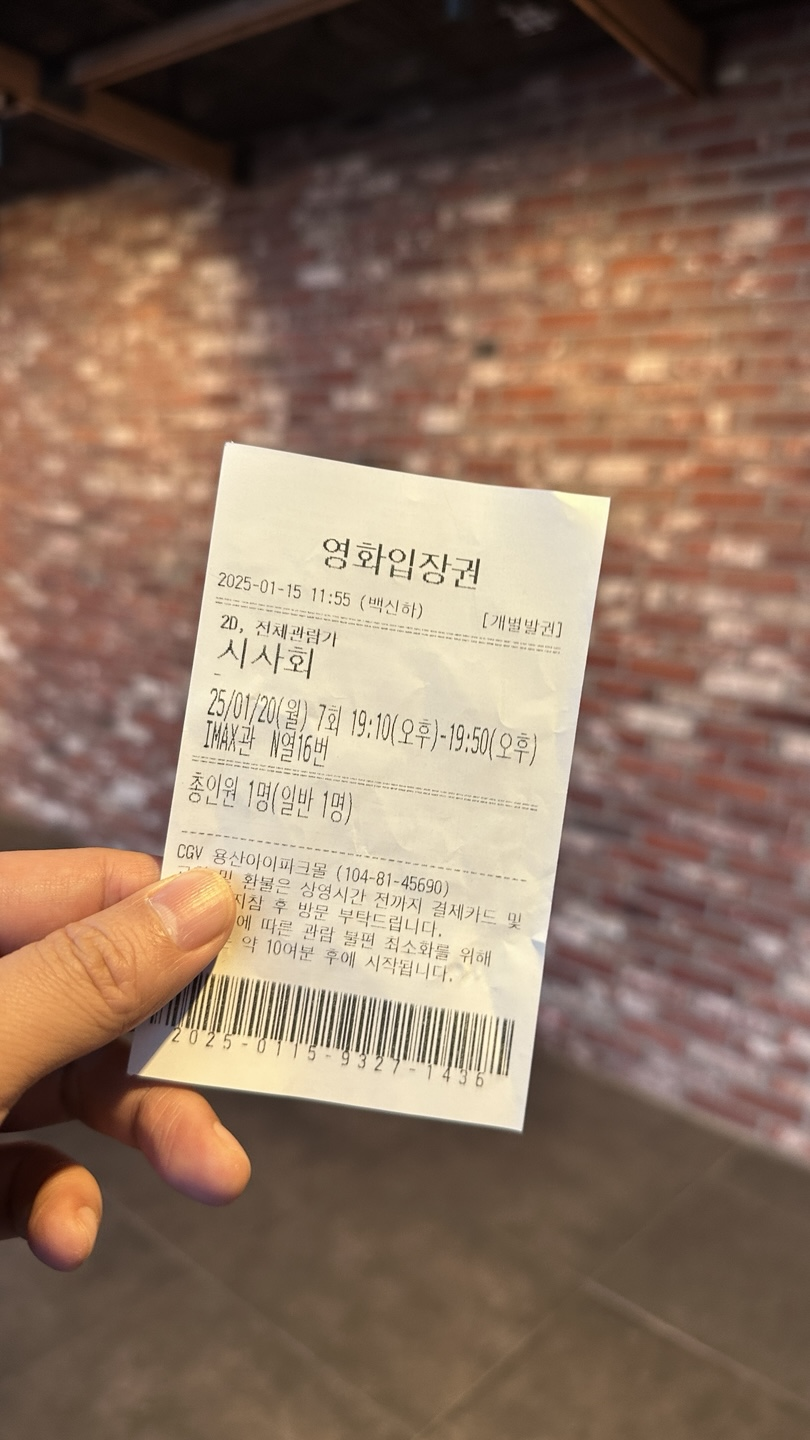 영화입장권
2025-01-15 11:55 (백신하) [개별발권]
2D, 전체관람가
시사회
25/01/20(월) 7회 19:10(오후)-19:50(오후)
IMAX관 N열16번
총인원 1명(일반 1명)
CGV 용산아이파크몰 (104-81-45690)
및 환불은 상영시간 전까지 결제카드 및
지참 후 방문 부탁드립니다.
에 따른 관람 불편 최소화를 위해
약 10여분 후에 시작됩니다.
2025-0115-9327-1436